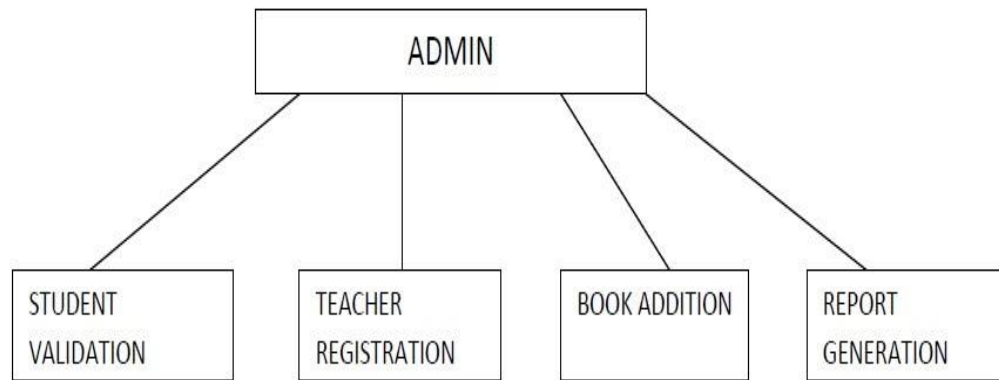 ADMIN
STUDENT
VALIDATION
TEACHER
REGISTRATION
BOOK ADDITION
REPORT
GENERATION